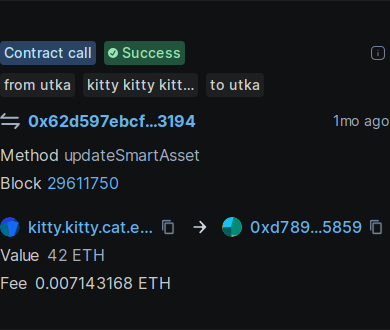 Contract call Success
from utka kitty kitty kitt... to utka
0x62d597ebcf...3194 1mo ago
Method updateSmartAsset
Block 29611750
kitty.kitty.cat.e... 0xd789...5859
Value 42 ETH
Fee 0.007143168 ETH